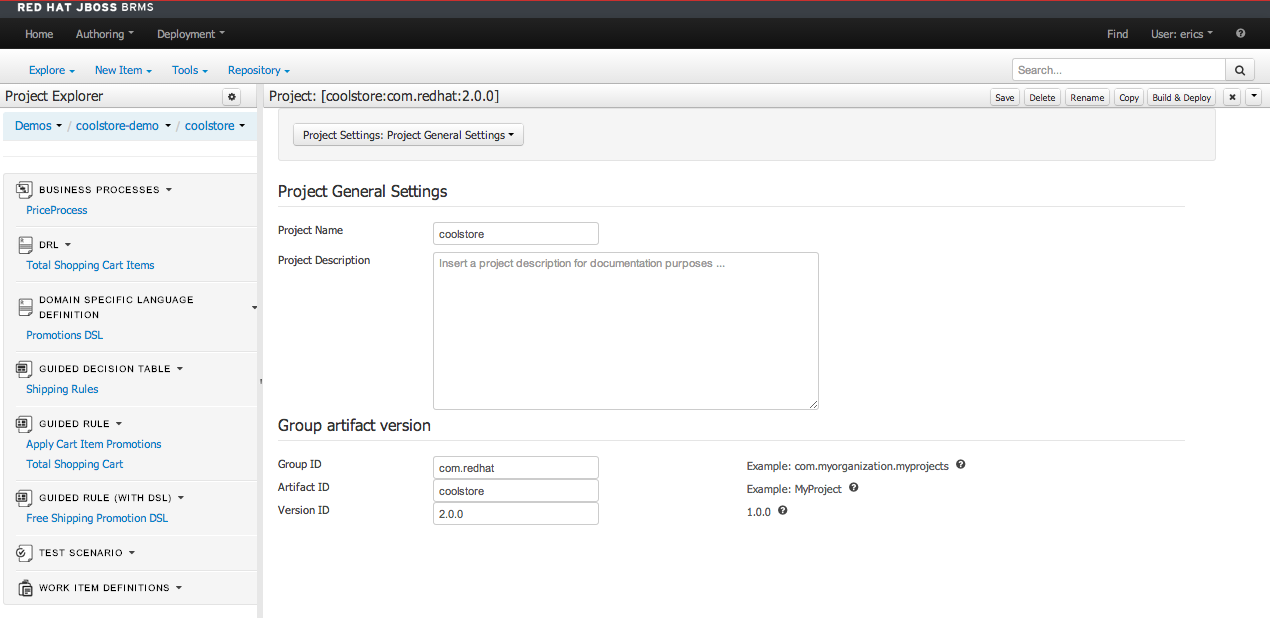 RED HAT JBOSS BRMS
Home Authoring Deployment Find User: erics
Explore New Item Tools Repository Search...
Project Explorer
Demos / coolstore-demo / coolstore
BUSINESS PROCESSES
PriceProcess
DRL
Total Shopping Cart Items
DOMAIN SPECIFIC LANGUAGE
DEFINITION
Promotions DSL
GUIDED DECISION TABLE
Shipping Rules
GUIDED RULE
Apply Cart Item Promotions
Total Shopping Cart
GUIDED RULE (WITH DSL)
Free Shipping Promotion DSL
TEST SCENARIO
WORK ITEM DEFINITIONS
Project: [coolstore:com.redhat:2.0.0] Save Delete Rename Copy Build & Deploy
Project Settings: Project General Settings
Project General Settings
Project Name coolstore
Project Description Insert a project description for documentation purposes ...
Group artifact version
Group ID com.redhat Example: com.myorganization.myprojects
Artifact ID coolstore Example: MyProject
Version ID 2.0.0 1.0.0